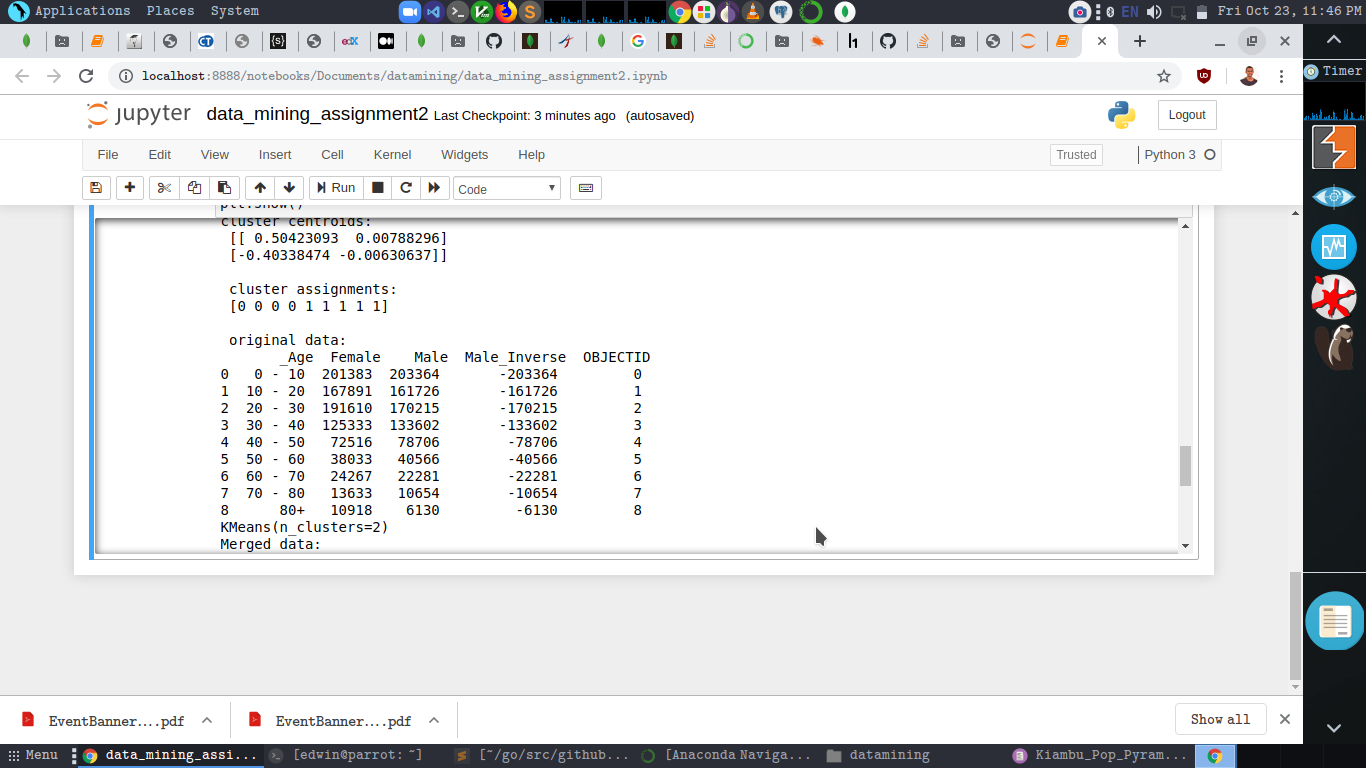 Applications Places System EN Fri Oct 23, 11:46 PM
Timer
localhost:8888/notebooks/Documents/datamining/data_mining_assignment2.ipynb
jupyter data_mining_assignment2 Last Checkpoint: 3 minutes ago (autosaved) Logout
File Edit View Insert Cell Kernel Widgets Help Trusted Python 3
Run Code
plt.show()
cluster centroids:
[[ 0.50423093 0.00788296]
[-0.40338474 -0.00630637]]
cluster assignments:
[0 0 0 0 1 1 1 1 1]
original data:
_Age Female Male Male_Inverse OBJECTID
0 0 - 10 201383 203364 -203364 0
1 10 - 20 167891 161726 -161726 1
2 20 - 30 191610 170215 -170215 2
3 30 - 40 125333 133602 -133602 3
4 40 - 50 72516 78706 -78706 4
5 50 - 60 38033 40566 -40566 5
6 60 - 70 24267 22281 -22281 6
7 70 - 80 13633 10654 -10654 7
8 80+ 10918 6130 -6130 8
KMeans(n_clusters=2)
Merged data:
EventBanner....pdf EventBanner....pdf Show all
Menu data_mining_assi... [edwin@parrot: ~] [~/go/src/github... [Anaconda Naviga... datamining Kiambu_Pop_Pyram...